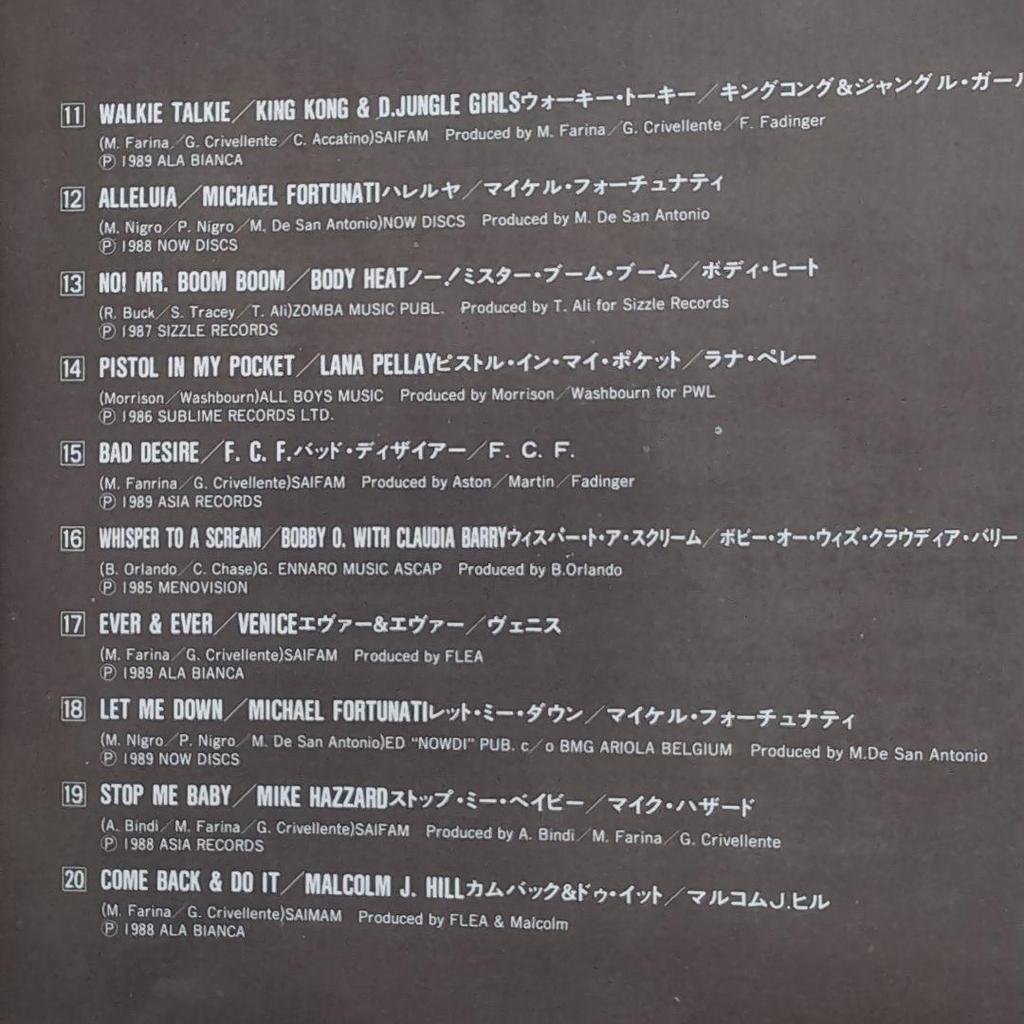 11 WALKIE TALKIE／KING KONG & D.JUNGLE GIRLSウォーキー・トーキー／キングコング&ジャングル・ガール
(M. Farina／G. Crivellente／C. Accatino)SAIFAM Produced by M. Farina／G. Crivellente／F. Fadinger
Ⓟ 1989 ALA BIANCA
12 ALLELUIA／MICHAEL FORTUNATIハレルヤ／マイケル・フォーチュナティ
(M. Nigro／P. Nigro／M. De San Antonio)NOW DISCS Produced by M. De San Antonio
Ⓟ 1988 NOW DISCS
13 NO! MR. BOOM BOOM／BODY HEATノー!ミスター・ブーム・ブーム／ボディ・ヒート
(R. Buck／S. Tracey／T. Ali)ZOMBA MUSIC PUBL. Produced by T. Ali for Sizzle Records
Ⓟ 1987 SIZZLE RECORDS
14 PISTOL IN MY POCKET／LANA PELLAYピストル・イン・マイ・ポケット／ラナ・ペレー
(Morrison／Washbourn)ALL BOYS MUSIC Produced by Morrison／Washbourn for PWL
Ⓟ 1986 SUBLIME RECORDS LTD.
15 BAD DESIRE／F. C. F.バッド・ディザイアー／F. C. F.
(M. Fanrina／G. Crivellente)SAIFAM Produced by Aston／Martin／Fadinger
Ⓟ 1989 ASIA RECORDS
16 WHISPER TO A SCREAM／BOBBY O. WITH CLAUDIA BARRYウィスパー・ト・ア・スクリーム／ボビー・オー・ウィズ・クラウディア・バリー
(B. Orlando／C. Chase)G. ENNARO MUSIC ASCAP Produced by B.Orlando
Ⓟ 1985 MENOVISION
17 EVER & EVER／VENICEエヴァー&エヴァー／ヴェニス
(M. Farina／G. Crivellente)SAIFAM Produced by FLEA
Ⓟ 1989 ALA BIANCA
18 LET ME DOWN／MICHAEL FORTUNATIレット・ミー・ダウン／マイケル・フォーチュナティ
(M. NIgro／P. Nigro／M. De San Antonio)ED "NOWDI" PUB. c／o BMG ARIOLA BELGIUM Produced by M.De San Antonio
Ⓟ 1989 NOW DISCS
19 STOP ME BABY／MIKE HAZZARDストップ・ミー・ベイビー／マイク・ハザード
(A. Bindi／M. Farina／G. Crivellente)SAIFAM Produced by A. Bindi／M. Farina／G. Crivellente
Ⓟ 1988 ASIA RECORDS
20 COME BACK & DO IT／MALCOLM J. HILLカムバック&ドゥ・イット／マルコムJ.ヒル
(M. Farina／G. Crivellente)SAIMAM Produced by FLEA & Malcolm
Ⓟ 1988 ALA BIANCA